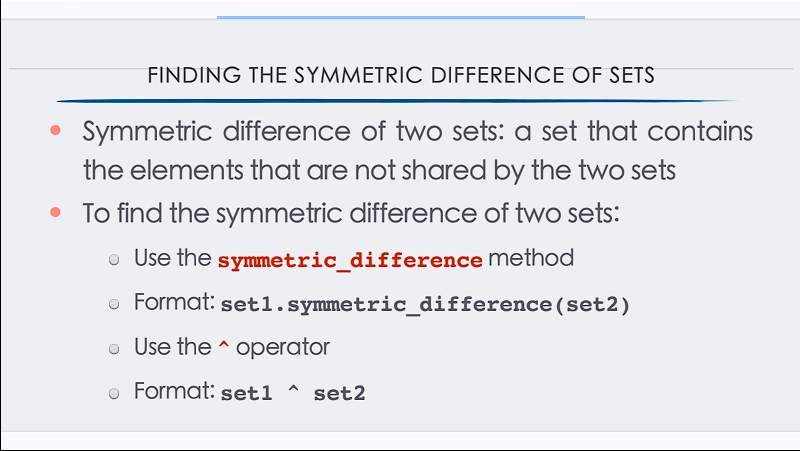 FINDING THE SYMMETRIC DIFFERENCE OF SETS
Symmetric difference of two sets: a set that contains
the elements that are not shared by the two sets
To find the symmetric difference of two sets:
Use the symmetric_difference method
Format: set1.symmetric_difference(set2)
Use the ^ operator
Format: set1 ^ set2